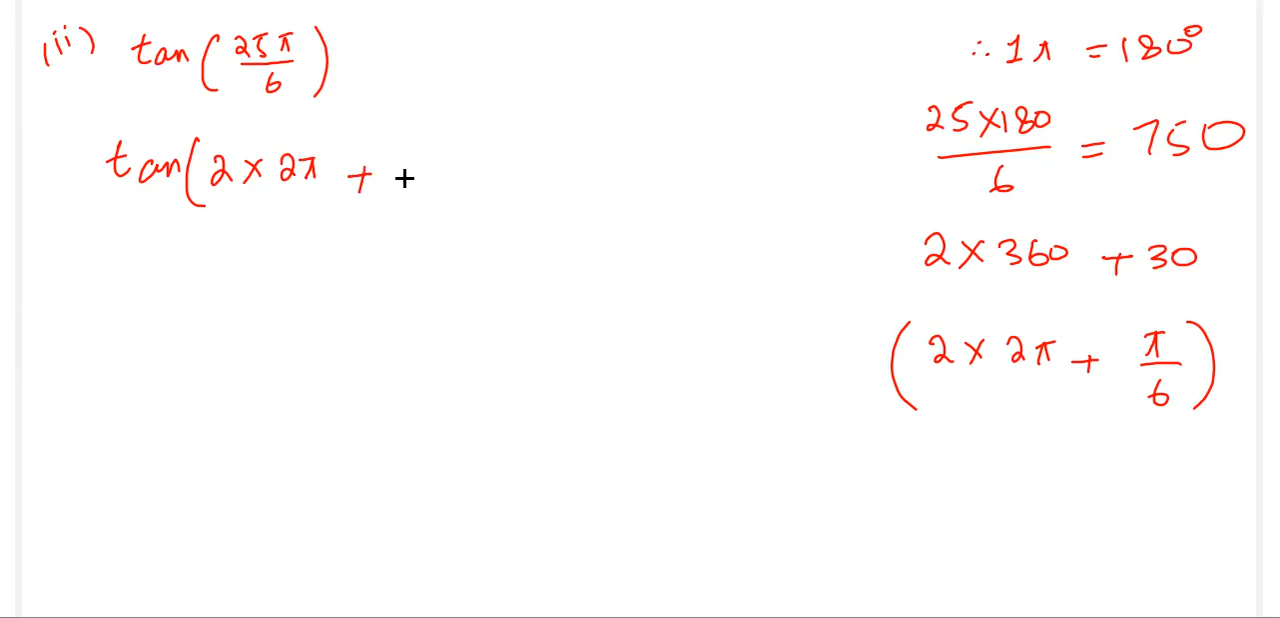 (ii) tan(25π/6)
tan(2 × 2π +
∴ 1π = 180°
25×180/6 = 750
2 × 360 + 30
(2 × 2π + π/6)